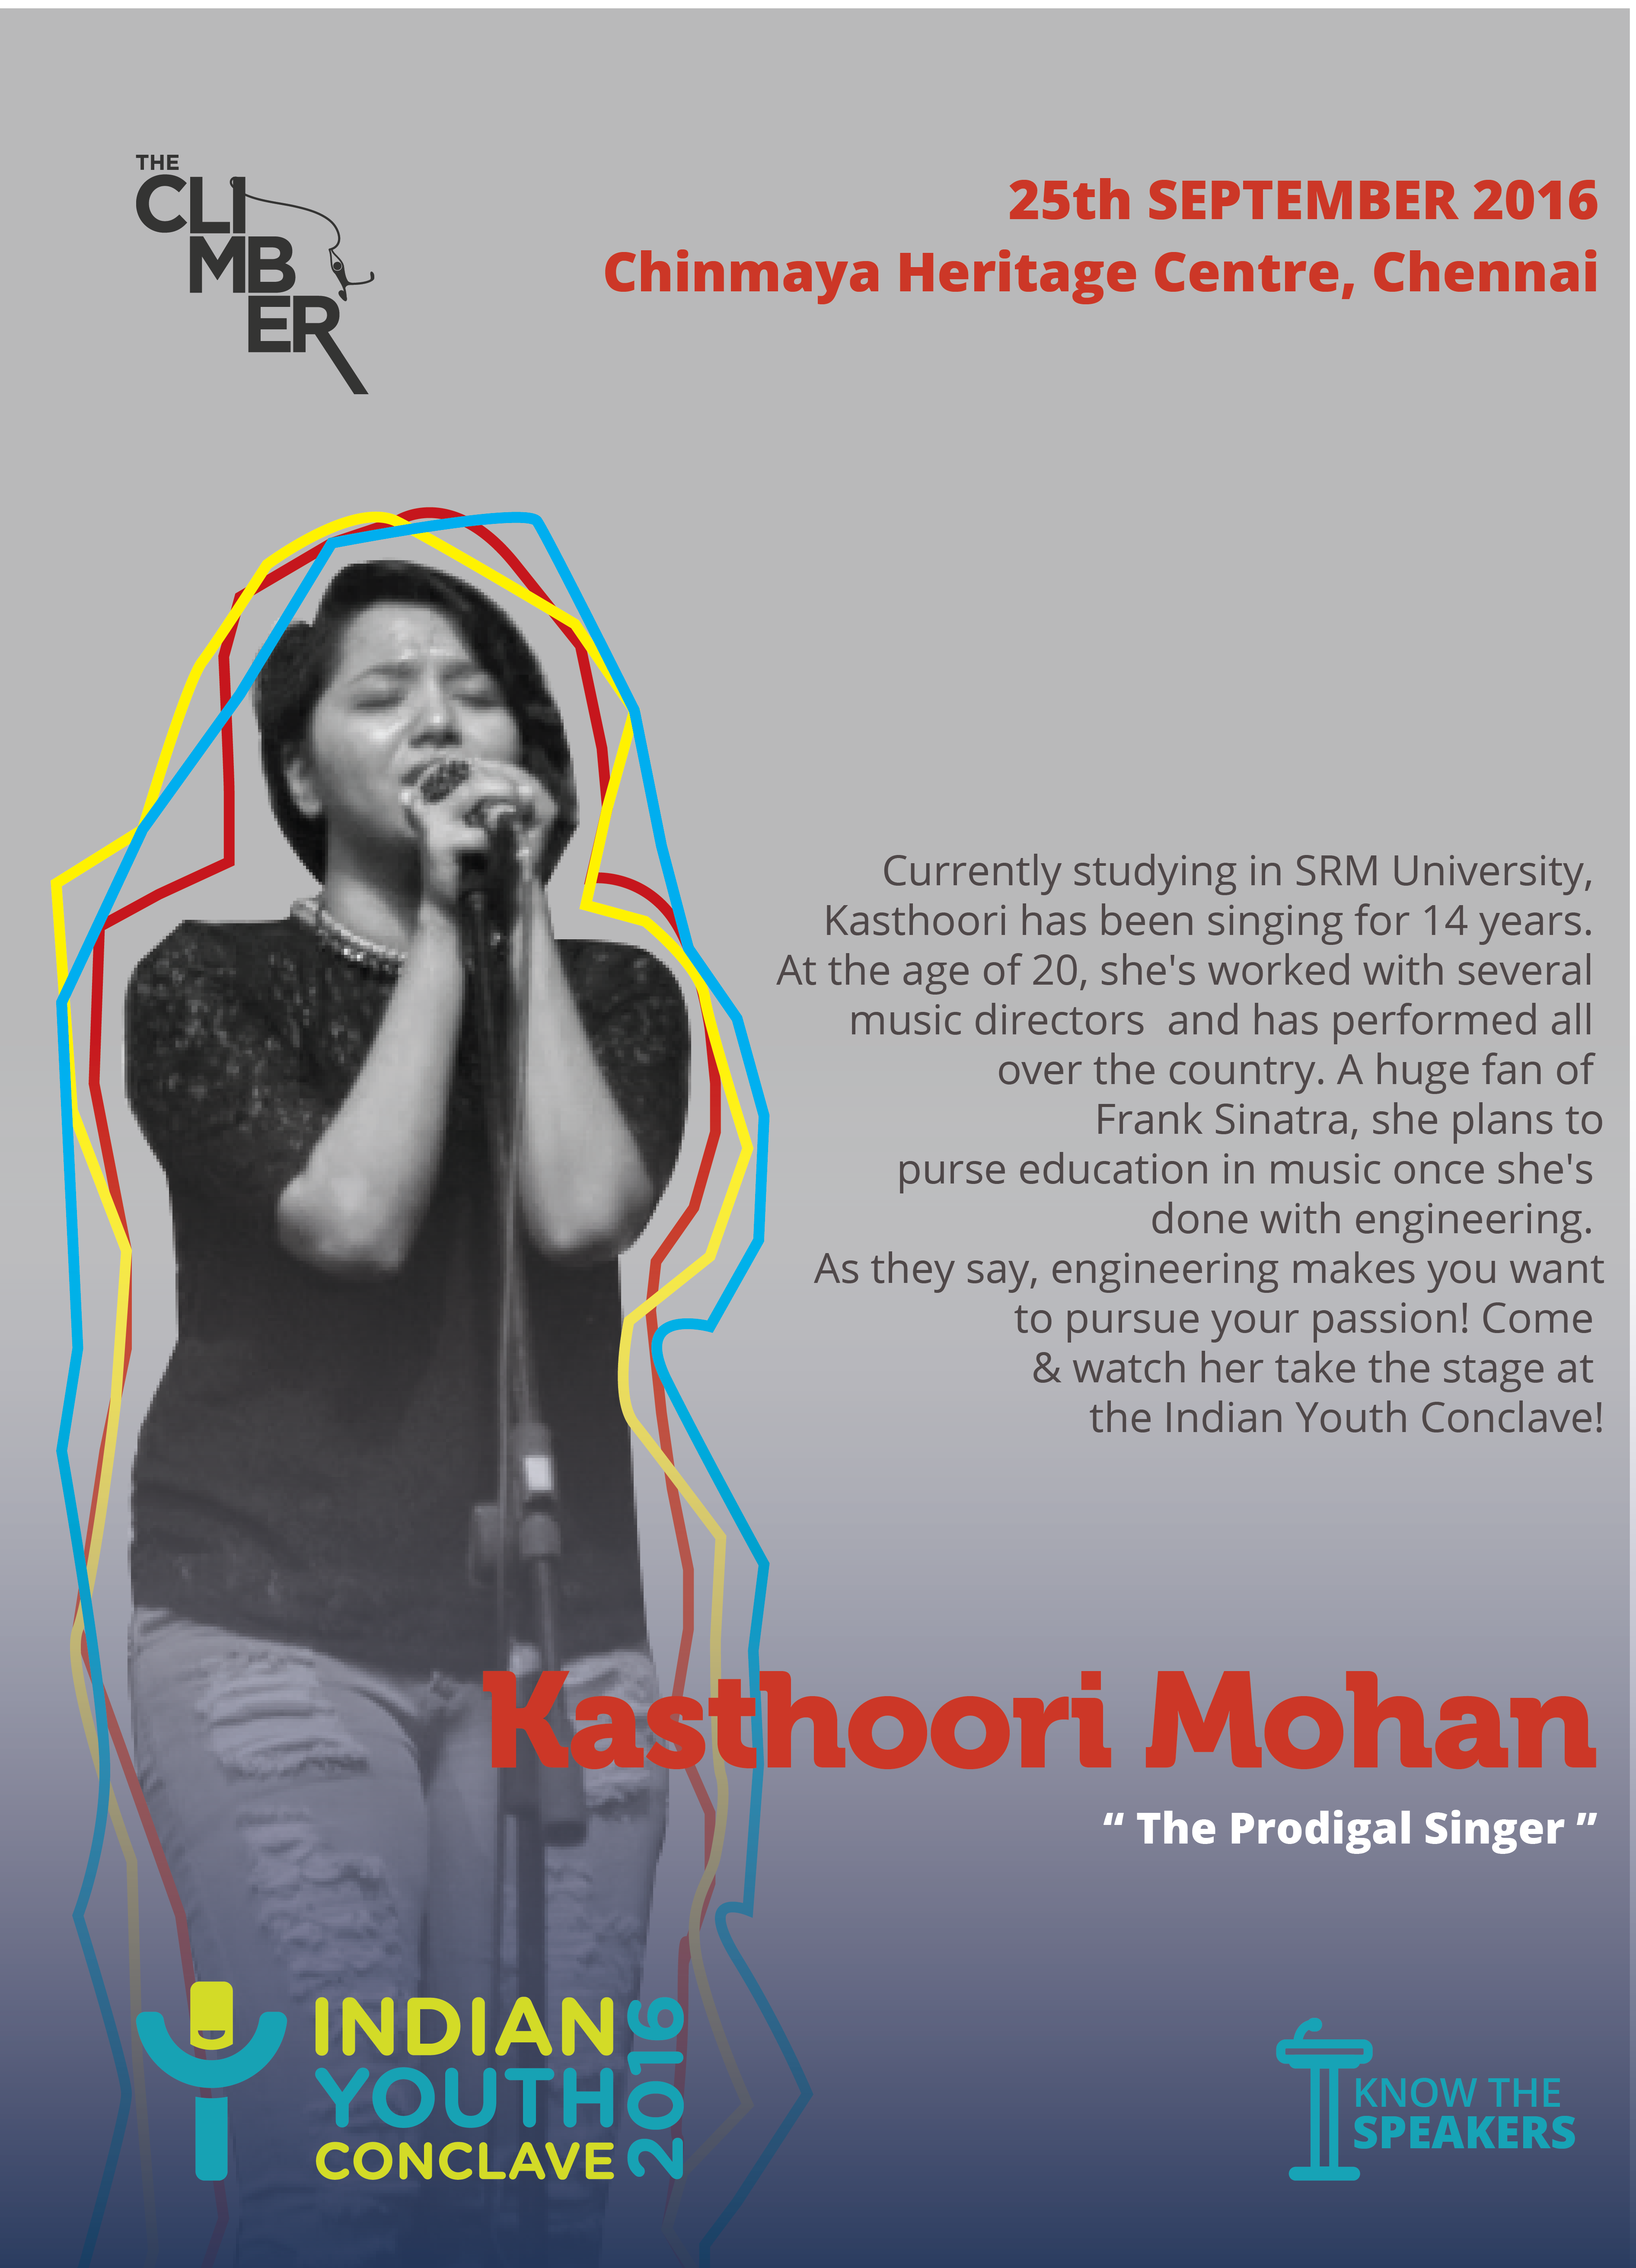 THE
CLI
MB
ER
25th SEPTEMBER 2016
Chinmaya Heritage Centre, Chennai
Currently studying in SRM University,
Kasthoori has been singing for 14 years.
At the age of 20, she's worked with several
music directors  and has performed all
over the country. A huge fan of
Frank Sinatra, she plans to
purse education in music once she's
done with engineering.
As they say, engineering makes you want
to pursue your passion! Come
& watch her take the stage at
the Indian Youth Conclave!
Kasthoori Mohan
“ The Prodigal Singer ”
INDIAN
YOUTH
CONCLAVE
2016
KNOW THE
SPEAKERS